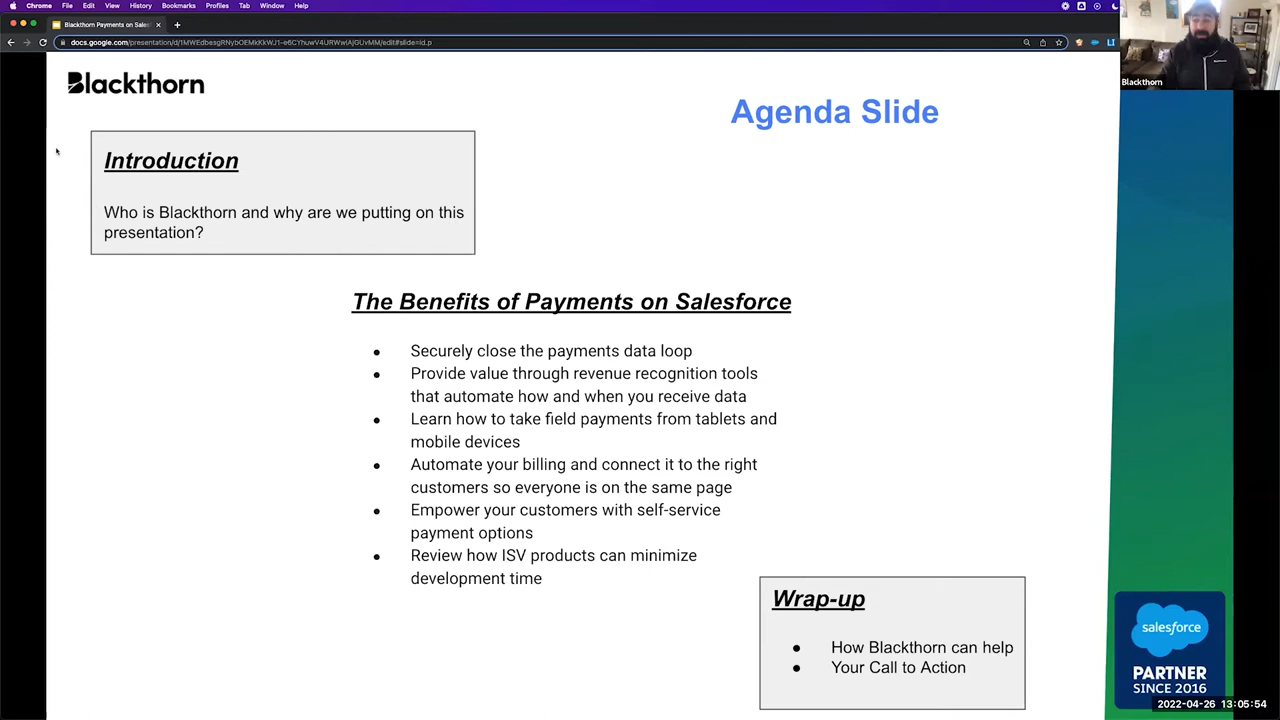 Chrome File Edit View History Bookmarks Profiles Tab Window Help
Blackthorn Payments on Sales
Blackthorn
Blackthorn
Agenda Slide
Introduction
Who is Blackthorn and why are we putting on this
presentation?
The Benefits of Payments on Salesforce
● Securely close the payments data loop
● Provide value through revenue recognition tools
that automate how and when you receive data
● Learn how to take field payments from tablets and
mobile devices
● Automate your billing and connect it to the right
customers so everyone is on the same page
● Empower your customers with self-service
payment options
● Review how ISV products can minimize
development time
Wrap-up
● How Blackthorn can help
● Your Call to Action
salesforce
PARTNER
SINCE 2016
2022-04-26 13:05:54